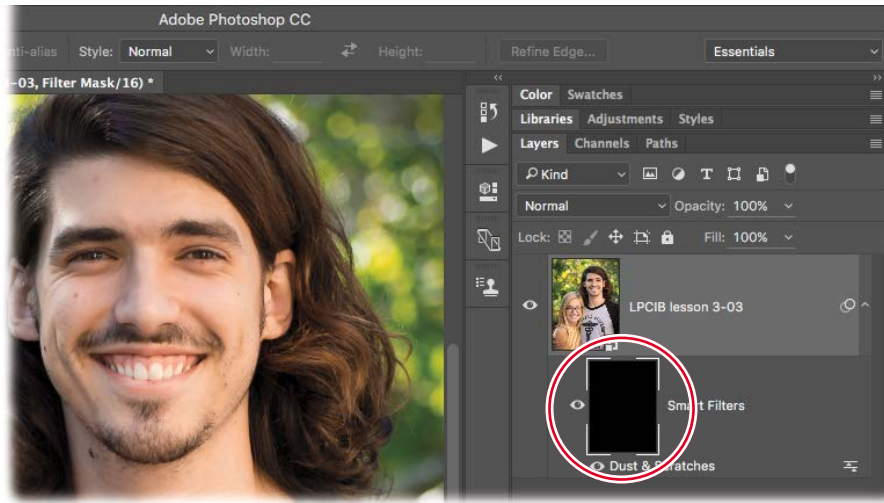 Adobe Photoshop CC
nti-alias Style: Normal Width: Height: Refine Edge... Essentials
-03, Filter Mask/16) *
Color Swatches
Libraries Adjustments Styles
Layers Channels Paths
Kind
Normal Opacity: 100%
Lock: Fill: 100%
LPCIB lesson 3-03
Smart Filters
Dust & Scratches